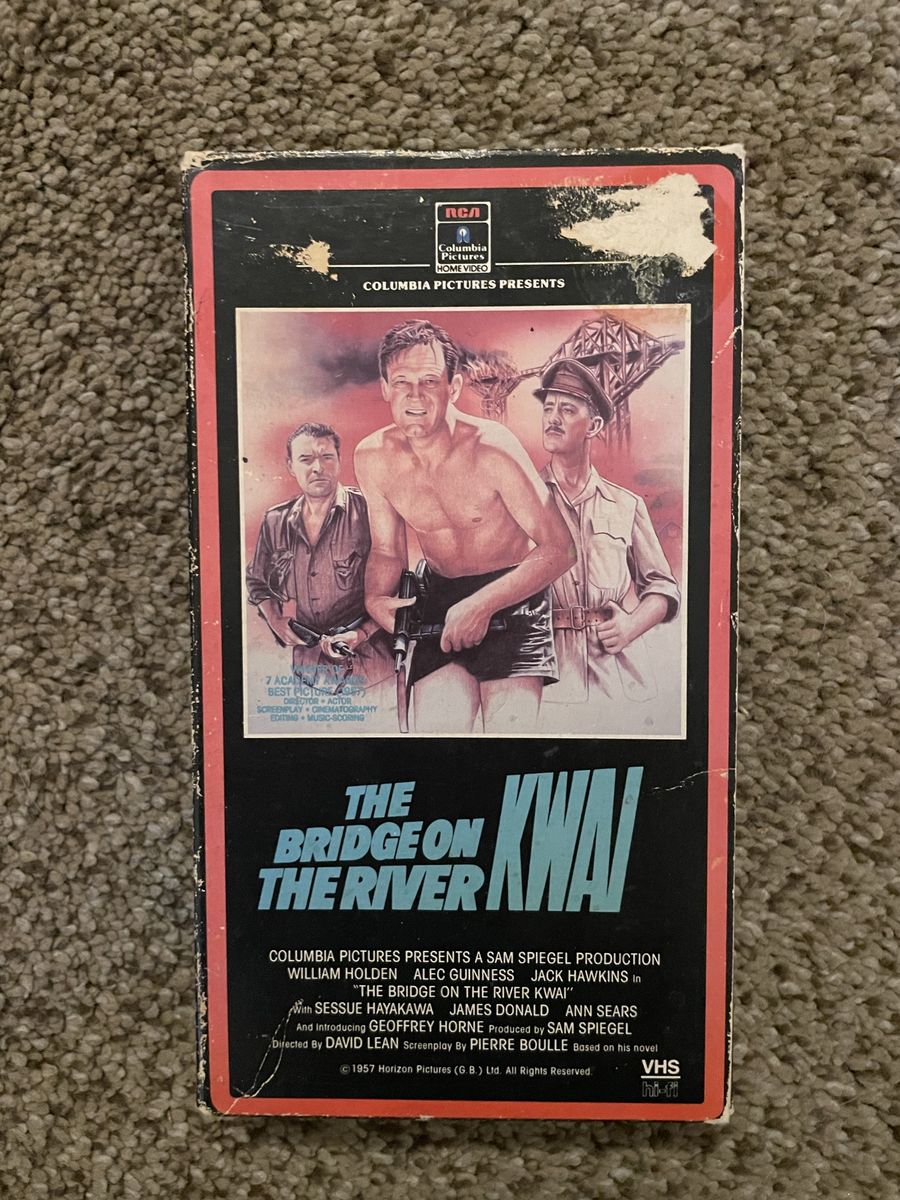 RCA
Columbia
Pictures
HOME VIDEO
COLUMBIA PICTURES PRESENTS
WINNER OF
7 ACADEMY AWARDS
BEST PICTURE (1957)
DIRECTOR • ACTOR
SCREENPLAY • CINEMATOGRAPHY
EDITING • MUSIC-SCORING
THE
BRIDGE ON
THE RIVER KWAI
COLUMBIA PICTURES PRESENTS A SAM SPIEGEL PRODUCTION
WILLIAM HOLDEN ALEC GUINNESS JACK HAWKINS in
"THE BRIDGE ON THE RIVER KWAI"
With SESSUE HAYAKAWA JAMES DONALD ANN SEARS
And Introducing GEOFFREY HORNE Produced by SAM SPIEGEL
Directed By DAVID LEAN Screenplay By PIERRE BOULLE Based on his novel
©1957 Horizon Pictures (G.B.) Ltd. All Rights Reserved.
VHS
hi-fi